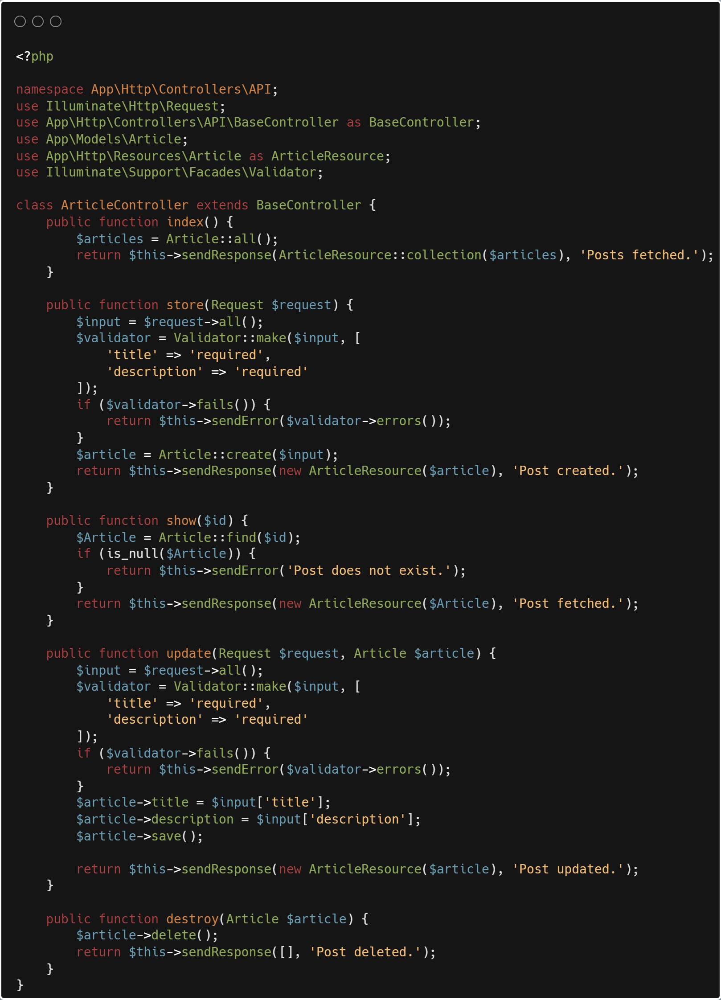 <?php

namespace App\Http\Controllers\API;
use Illuminate\Http\Request;
use App\Http\Controllers\API\BaseController as BaseController;
use App\Models\Article;
use App\Http\Resources\Article as ArticleResource;
use Illuminate\Support\Facades\Validator;

class ArticleController extends BaseController {
    public function index() {
        $articles = Article::all();
        return $this->sendResponse(ArticleResource::collection($articles), 'Posts fetched.');
    }

    public function store(Request $request) {
        $input = $request->all();
        $validator = Validator::make($input, [
            'title' => 'required',
            'description' => 'required'
        ]);
        if ($validator->fails()) {
            return $this->sendError($validator->errors());
        }
        $article = Article::create($input);
        return $this->sendResponse(new ArticleResource($article), 'Post created.');
    }

    public function show($id) {
        $Article = Article::find($id);
        if (is_null($Article)) {
            return $this->sendError('Post does not exist.');
        }
        return $this->sendResponse(new ArticleResource($Article), 'Post fetched.');
    }

    public function update(Request $request, Article $article) {
        $input = $request->all();
        $validator = Validator::make($input, [
            'title' => 'required',
            'description' => 'required'
        ]);
        if ($validator->fails()) {
            return $this->sendError($validator->errors());
        }
        $article->title = $input['title'];
        $article->description = $input['description'];
        $article->save();

        return $this->sendResponse(new ArticleResource($article), 'Post updated.');
    }

    public function destroy(Article $article) {
        $article->delete();
        return $this->sendResponse([], 'Post deleted.');
    }
}